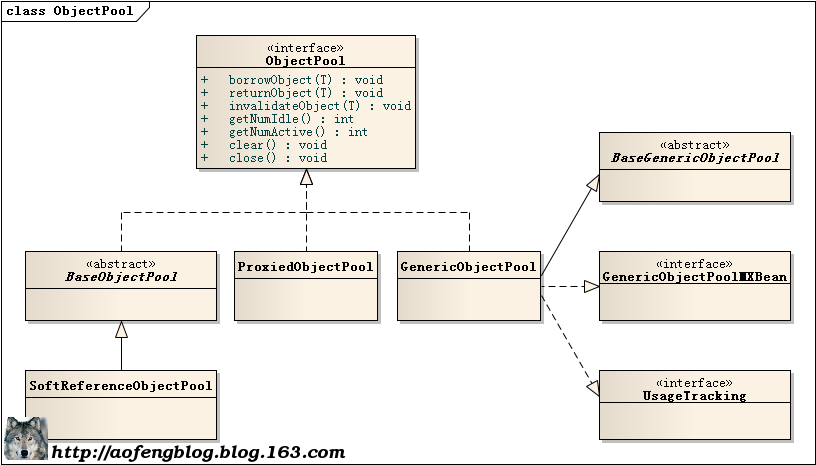 class ObjectPool
«interface»
ObjectPool
+ borrowObject(T) : void
+ returnObject(T) : void
+ invalidateObject(T) : void
+ getNumIdle() : int
+ getNumActive() : int
+ clear() : void
+ close() : void
«abstract»
BaseGenericObjectPool
«abstract»
BaseObjectPool
ProxiedObjectPool
GenericObjectPool
«interface»
GenericObjectPoolMXBean
SoftReferenceObjectPool
«interface»
UsageTracking
http://aofengblog.blog.163.com